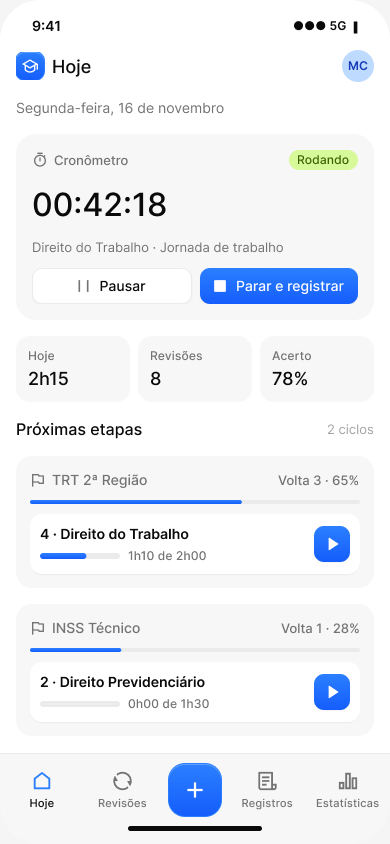 9:41
5G
Hoje
MC
Segunda-feira, 16 de novembro
Cronômetro
Rodando
00:42:18
Direito do Trabalho · Jornada de trabalho
Pausar
Parar e registrar
Hoje
2h15
Revisões
8
Acerto
78%
Próximas etapas
2 ciclos
TRT 2ª Região
Volta 3 · 65%
4 · Direito do Trabalho
1h10 de 2h00
INSS Técnico
Volta 1 · 28%
2 · Direito Previdenciário
0h00 de 1h30
Hoje
Revisões
Registros
Estatísticas